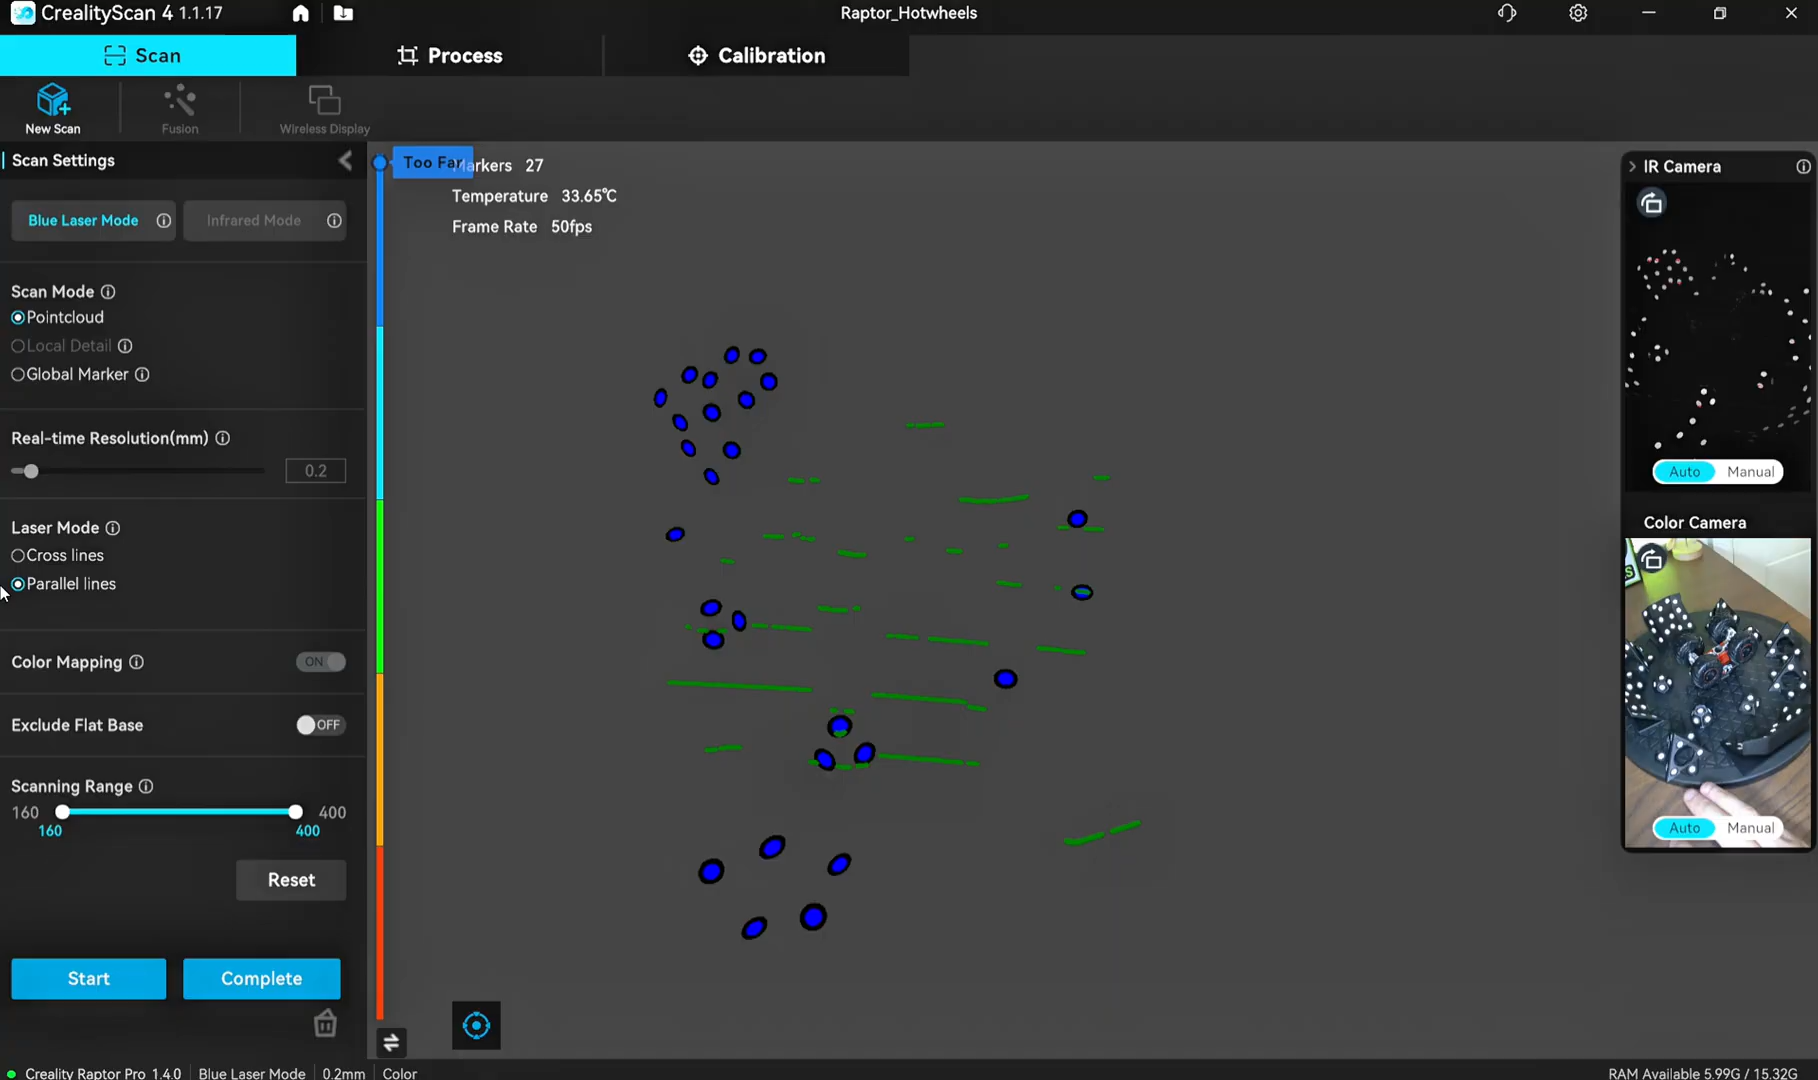 CrealityScan 4 1.1.17
Raptor_Hotwheels
Scan
Process
Calibration
New Scan
Fusion
Wireless Display
Scan Settings
Blue Laser Mode
Infrared Mode
Scan Mode
Pointcloud
Local Detail
Global Marker
Real-time Resolution(mm)
0.2
Laser Mode
Cross lines
Parallel lines
Color Mapping
ON
Exclude Flat Base
OFF
Scanning Range
160
400
160
400
Reset
Start
Complete
Too Far
Markers 27
Temperature 33.65℃
Frame Rate 50fps
IR Camera
Auto
Manual
Color Camera
Auto
Manual
Creality Raptor Pro 1.4.0
Blue Laser Mode
0.2mm
Color
RAM Available 5.99G / 15.32G